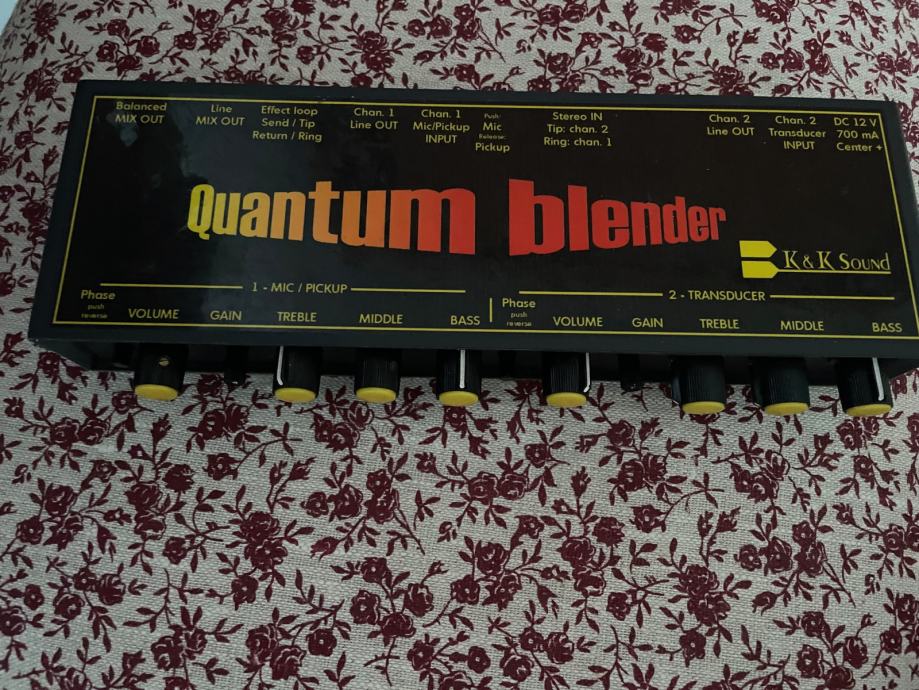 Balanced
MIX OUT
Line
MIX OUT
Effect loop
Send / Tip
Return / Ring
Chan. 1
Line OUT
Chan. 1
Mic/Pickup
INPUT
Push:
Mic
Release:
Pickup
Stereo IN
Tip: chan. 2
Ring: chan. 1
Chan. 2
Line OUT
Chan. 2
Transducer
INPUT
DC 12 V
700 mA
Center +
Quantum blender
K & K SOUND
1 - MIC / PICKUP
2 - TRANSDUCER
Phase
push
reverse
VOLUME
GAIN
TREBLE
MIDDLE
BASS
Phase
push
reverse
VOLUME
GAIN
TREBLE
MIDDLE
BASS